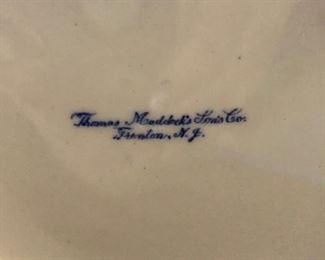 Thomas Maddock's Sons Co.
Trenton, N.J.